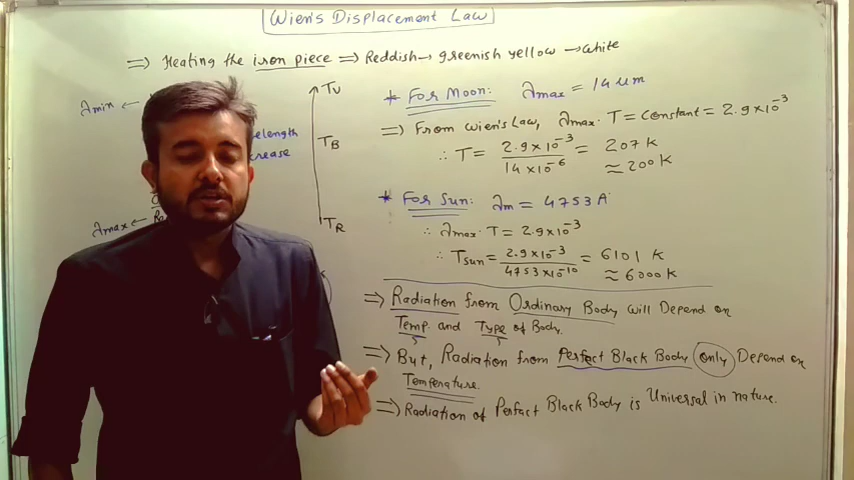 Wien's Displacement Law
⇒ Heating the iron piece ⇒ Reddish → greenish yellow → white
λmin ←
TV
elength
crease
TB
λmax ←
TR
* For Moon: λmax = 14 um
⇒ From Wien's Law, λmax. T = constant = 2.9×10⁻³
∴ T = 2.9×10⁻³ / 14×10⁻⁶ = 207 K
≈ 200 K
* For Sun: λm = 4753 A°
∴ λmax. T = 2.9×10⁻³
∴ Tsun = 2.9×10⁻³ / 4753×10⁻¹⁰ = 6101 K
≈ 6000 K
⇒ Radiation from Ordinary Body will Depend on
Temp. and Type of Body.
⇒ But, Radiation from Perfect Black Body only Depend on
Temperature.
⇒ Radiation of Perfact Black Body is Universal in nature.